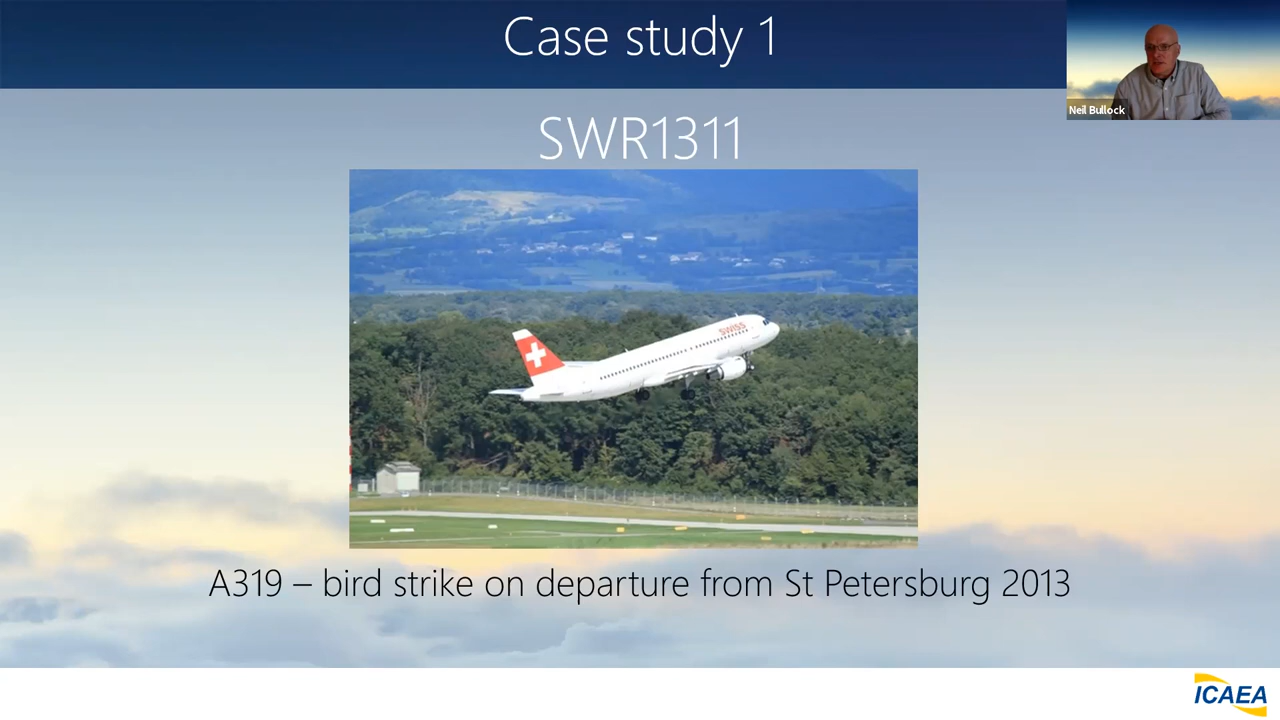 Case study 1
Neil Bullock
SWR1311
SWISS
A319 – bird strike on departure from St Petersburg 2013
ICAEA